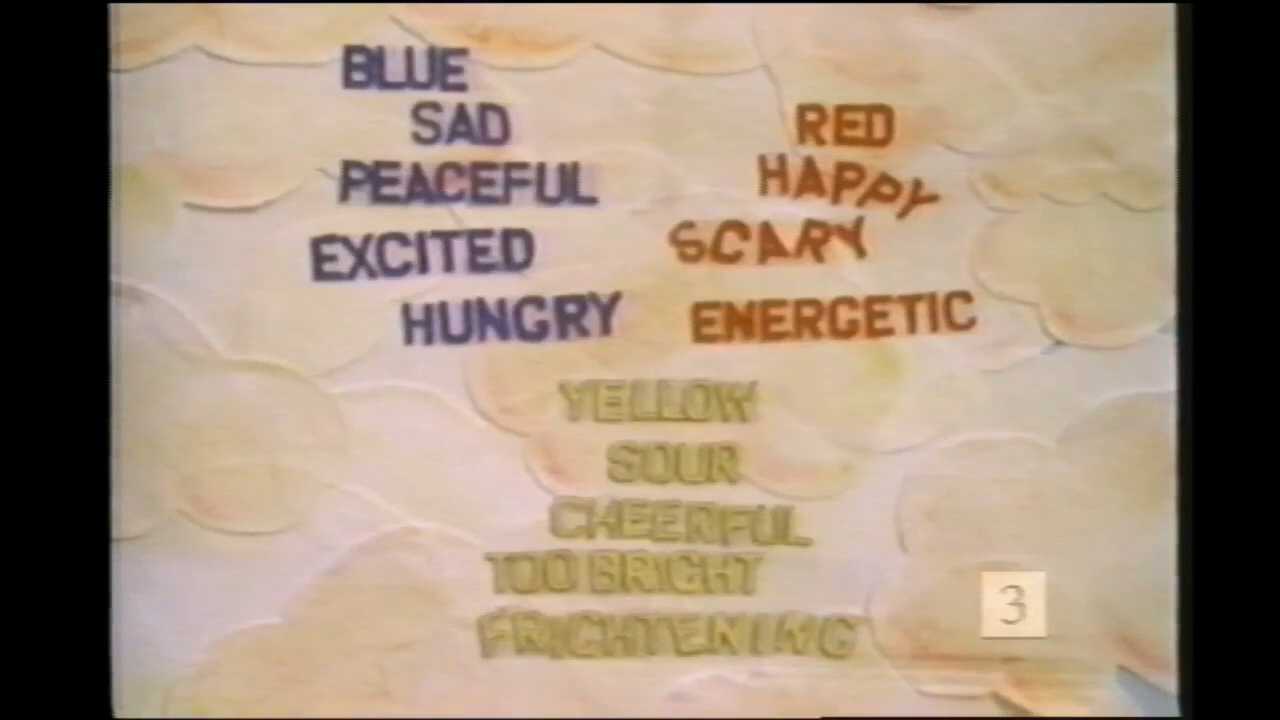 BLUE
SAD
PEACEFUL
EXCITED
HUNGRY
RED
HAPPY
SCARY
ENERGETIC
YELLOW
SOUR
CHEERFUL
TOO BRIGHT
FRIGHTENING
3